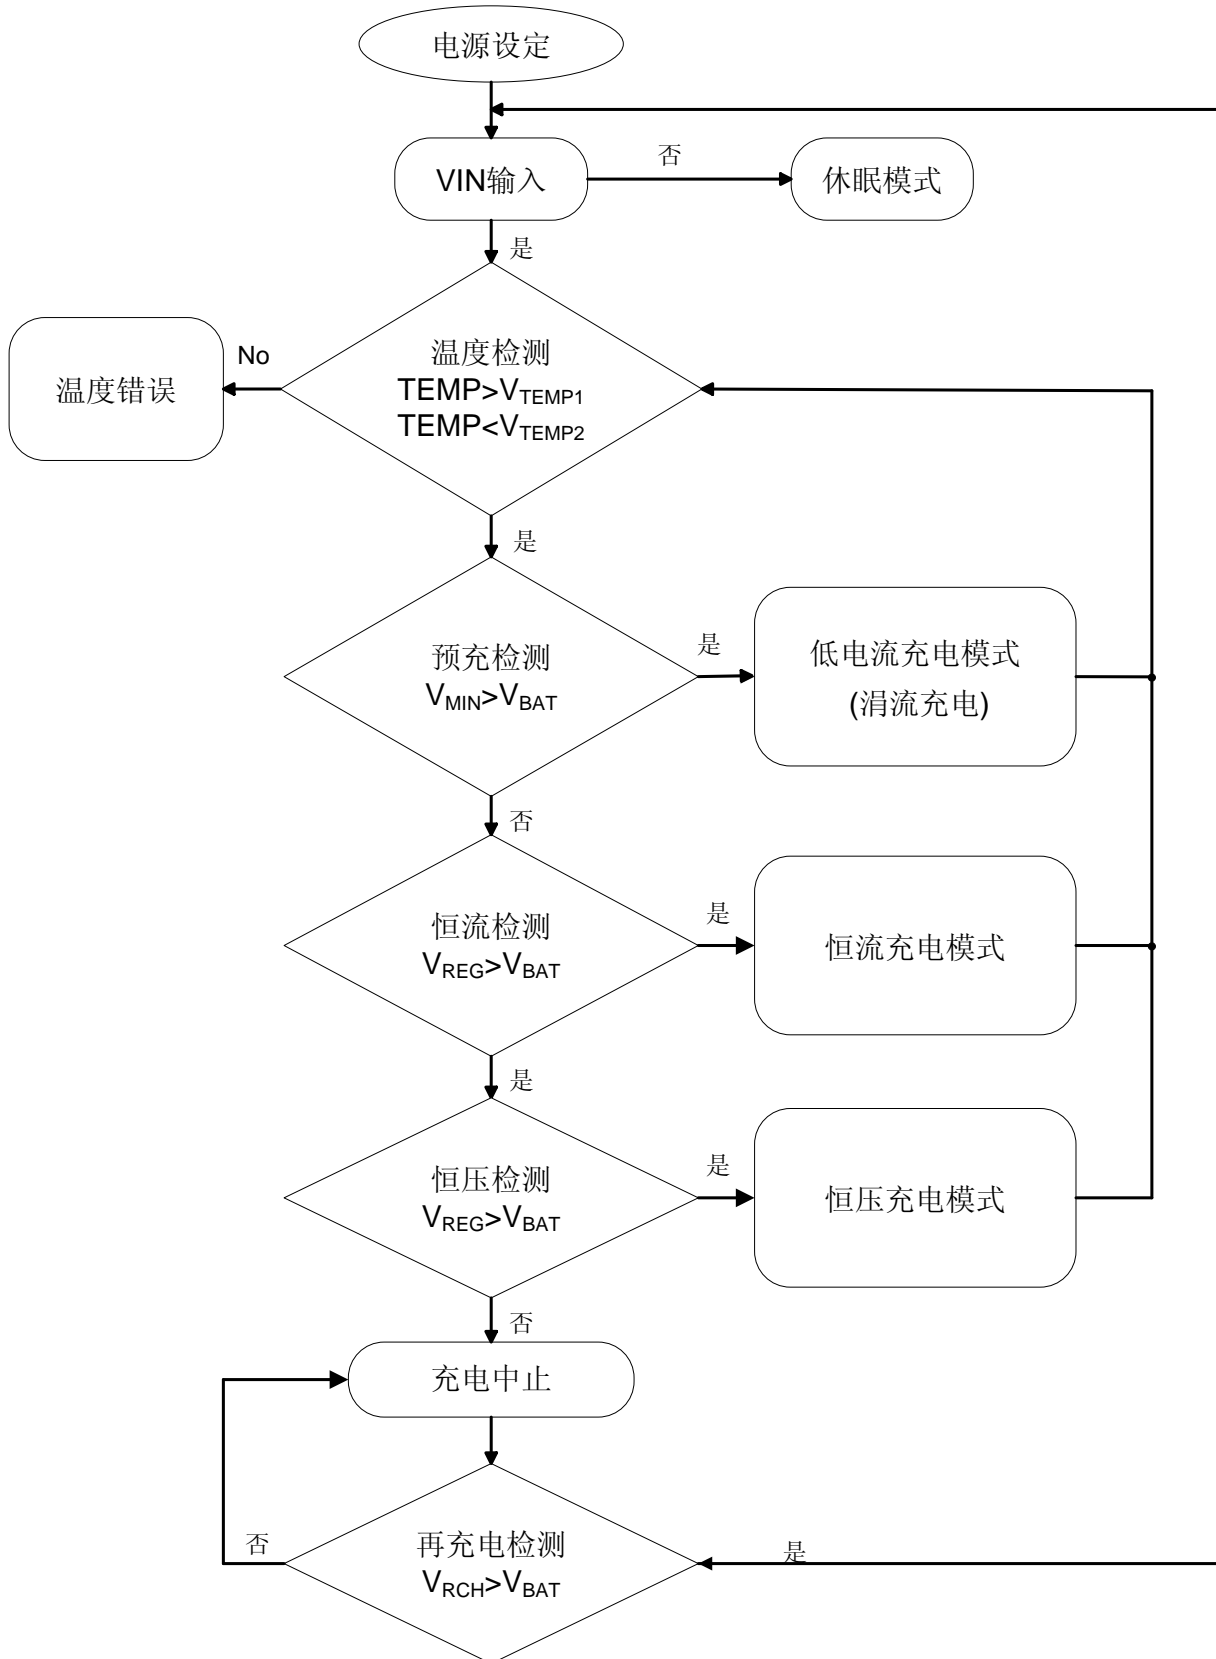 电源设定
VIN输入
否
休眠模式
是
温度检测
TEMP>VTEMP1
TEMP<VTEMP2
No
温度错误
是
预充检测
VMIN>VBAT
是
低电流充电模式
(涓流充电)
否
恒流检测
VREG>VBAT
是
恒流充电模式
是
恒压检测
VREG>VBAT
是
恒压充电模式
否
充电中止
再充电检测
VRCH>VBAT
否
是